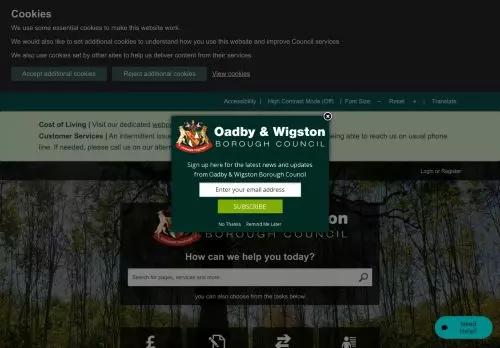 Cookies
We use some essential cookies to make this website work.
We would also like to set additional cookies to understand how you use this website and improve Council services.
We also use cookies set by other sites to help us deliver content from their services.
Accept additional cookies Reject additional cookies View cookies
Accessibility | High Contrast Mode (Off) | Font Size: − Reset + | Translate:
Cost of Living | Visit our dedicated
Customer Services | An intermittent being able to reach us on usual phone
line. If needed, please call us on our
Oadby & Wigston
BOROUGH COUNCIL
Sign up here for the latest news and updates
from Oadby & Wigston Borough Council
Enter your email address
SUBSCRIBE
No Thanks Remind Me Later
Login or Register
BOROUGH COUNCIL
How can we help you today?
Search for pages, services and more..
you can also choose from the tasks below
Need
Help?